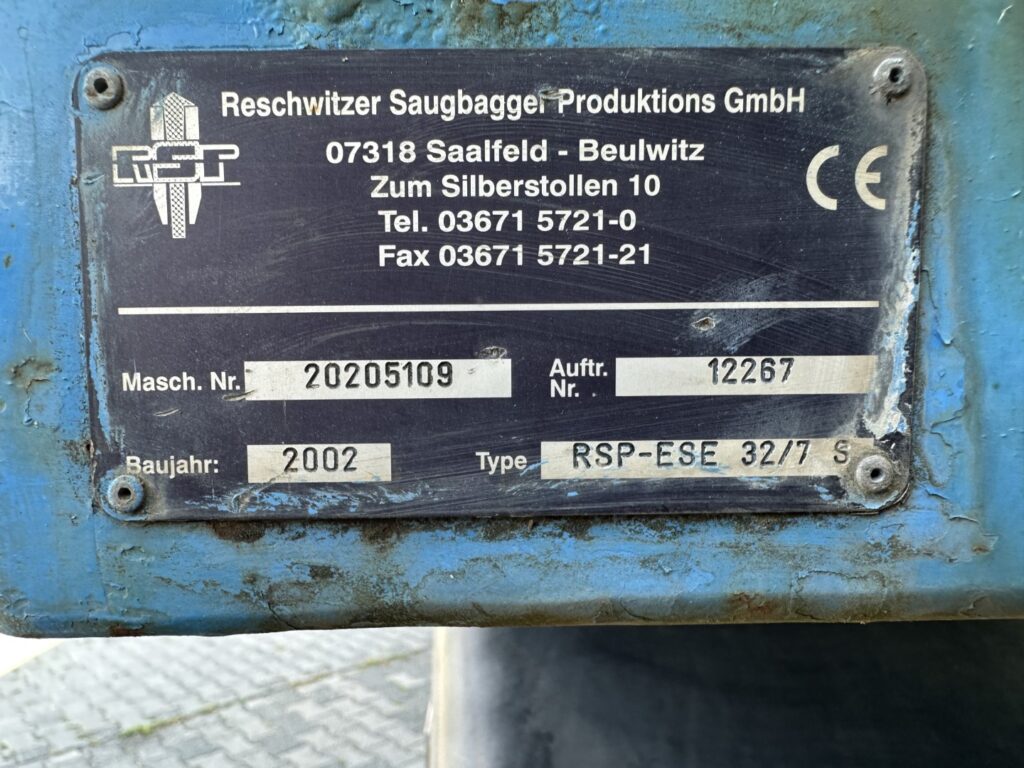 Reschwitzer Saugbagger Produktions GmbH
RSP
07318 Saalfeld - Beulwitz
Zum Silberstollen 10
Tel. 03671 5721-0
Fax 03671 5721-21
CE
Masch. Nr. 20205109
Auftr. Nr. 12267
Baujahr: 2002
Type RSP-ESE 32/7 S